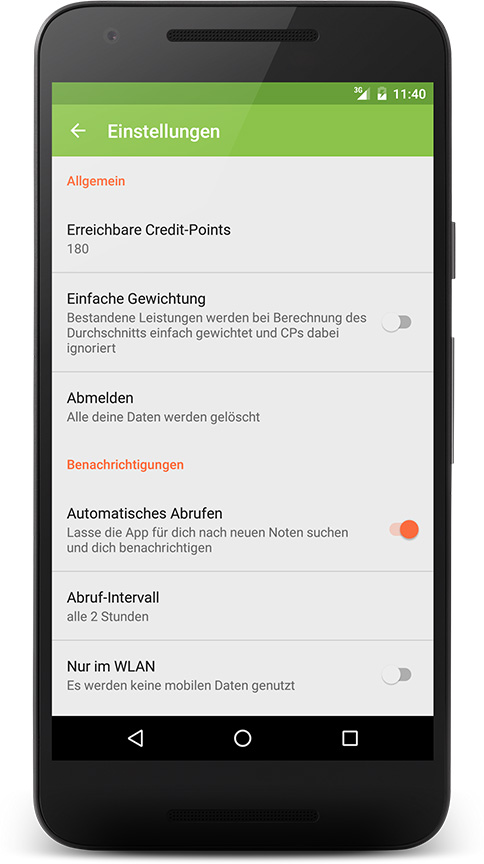 3G 11:40
Einstellungen
Allgemein
Erreichbare Credit-Points
180
Einfache Gewichtung
Bestandene Leistungen werden bei Berechnung des
Durchschnitts einfach gewichtet und CPs dabei
ignoriert
Abmelden
Alle deine Daten werden gelöscht
Benachrichtigungen
Automatisches Abrufen
Lasse die App für dich nach neuen Noten suchen
und dich benachrichtigen
Abruf-Intervall
alle 2 Stunden
Nur im WLAN
Es werden keine mobilen Daten genutzt